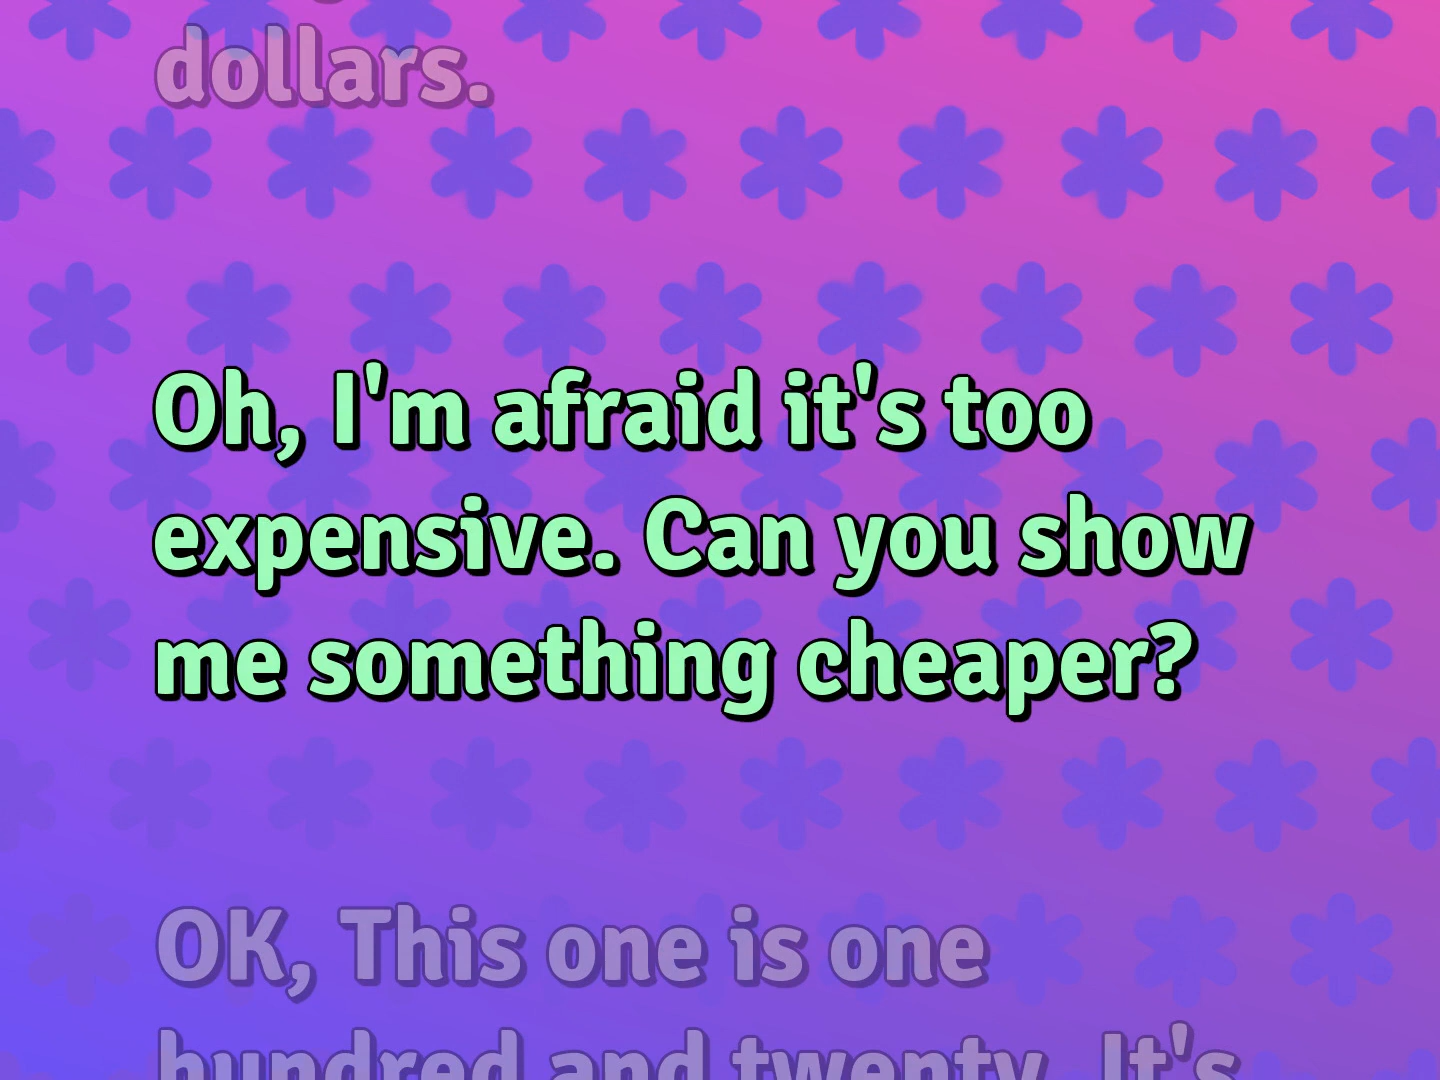 dollars.
Oh, I'm afraid it's too
expensive. Can you show
me something cheaper?
OK, This one is one
hundred and twenty. It's